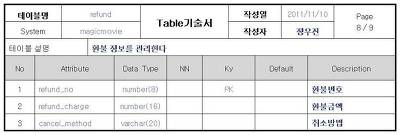 테이블명 refund Table기술서 작성일 2011/11/10 Page
System magicmovie 작성자 장우진 8 / 9
테이블 설명 환불 정보를 관리한다
No Attribute Data Type NN Ky Default Description
1 refund_no number(8) PK 환불번호
2 refund_charge number(16) 환불금액
3 cancel_method varchar(20) 취소방법